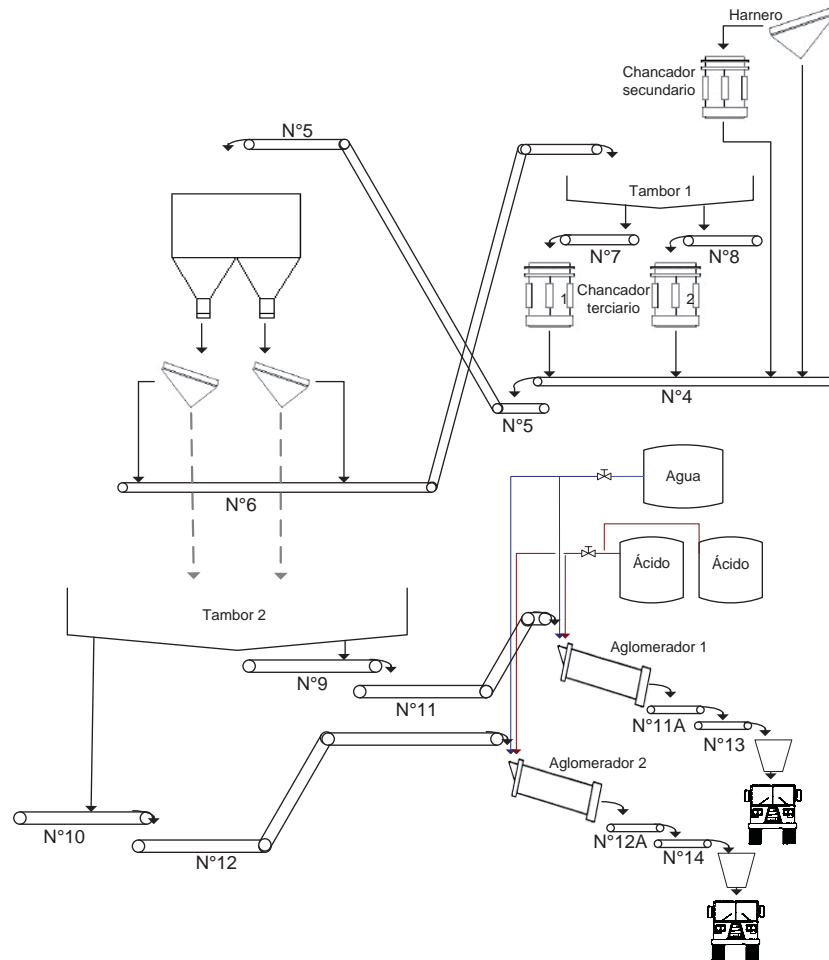 Harnero
Chancador
secundario
N°5
Tambor 1
N°7
N°8
Chancador
terciario
1
2
N°4
N°5
N°6
Agua
Ácido
Ácido
Tambor 2
N°9
N°11
Aglomerador 1
N°11A
N°13
Aglomerador 2
N°10
N°12
N°12A
N°14